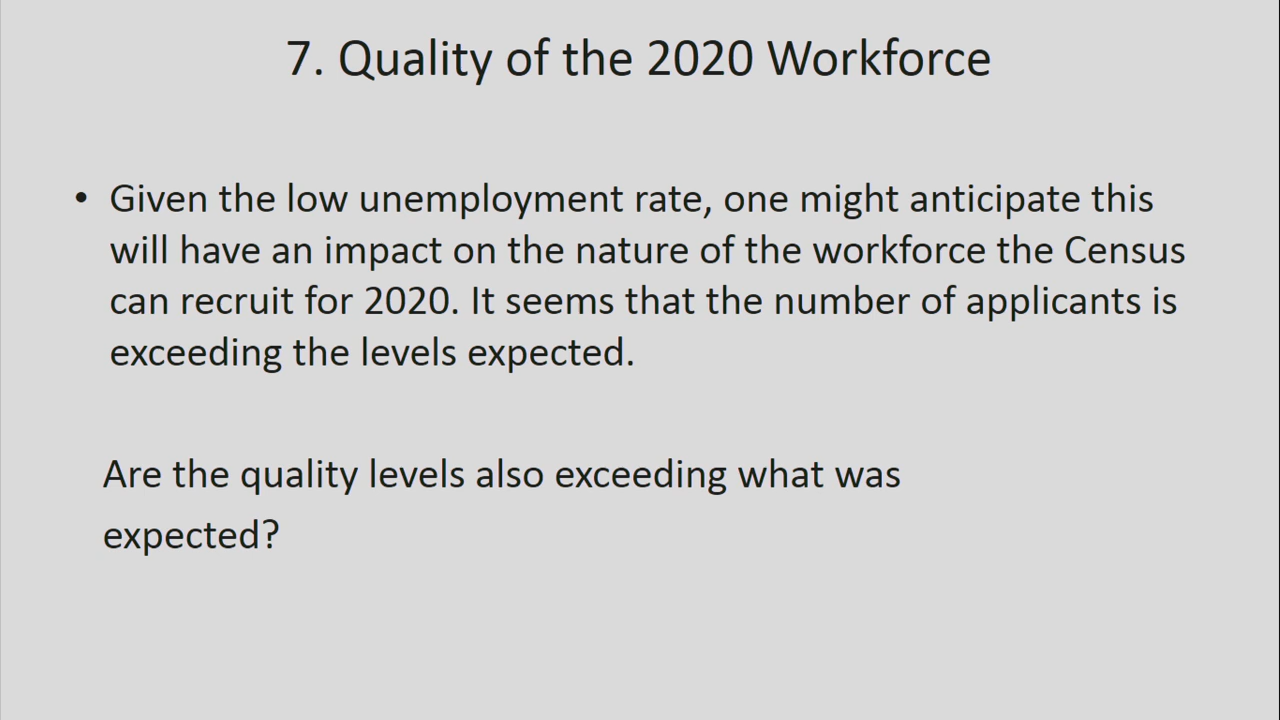 7. Quality of the 2020 Workforce
• Given the low unemployment rate, one might anticipate this
will have an impact on the nature of the workforce the Census
can recruit for 2020. It seems that the number of applicants is
exceeding the levels expected.
Are the quality levels also exceeding what was
expected?